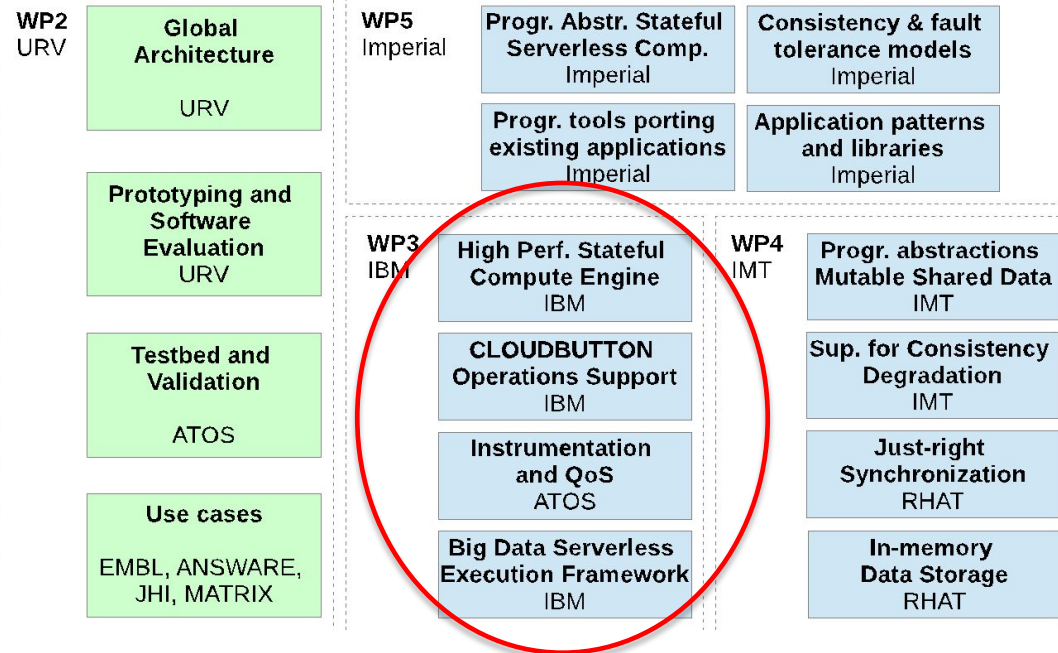 WP2
URV
Global
Architecture
URV
Prototyping and
Software
Evaluation
URV
Testbed and
Validation
ATOS
Use cases
EMBL, ANSWARE,
JHI, MATRIX
WP5
Imperial
Progr. Abstr. Stateful
Serverless Comp.
Imperial
Consistency & fault
tolerance models
Imperial
Progr. tools porting
existing applications
Imperial
Application patterns
and libraries
Imperial
WP3
IBM
High Perf. Stateful
Compute Engine
IBM
CLOUDBUTTON
Operations Support
IBM
Instrumentation
and QoS
ATOS
Big Data Serverless
Execution Framework
IBM
WP4
IMT
Progr. abstractions
Mutable Shared Data
IMT
Sup. for Consistency
Degradation
IMT
Just-right
Synchronization
RHAT
In-memory
Data Storage
RHAT